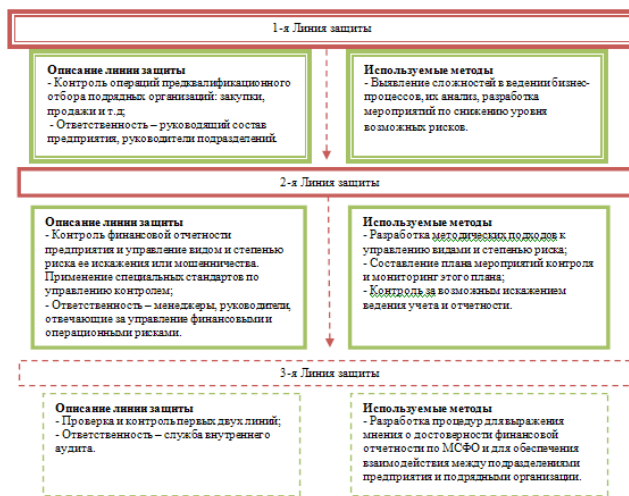 1-я Линия защиты
Описание линии защиты
- Контроль операций предквалификационного
отбора подрядных организаций: закупки,
продажи и т.д;
- Ответственность – руководящий состав
предприятия, руководители подразделений.
Используемые методы
- Выявление сложностей в ведении бизнес-
процессов, их анализ, разработка
мероприятий по снижению уровня
возможных рисков.
2-я Линия защиты
Описание линии защиты
- Контроль финансовой отчетности
предприятия и управление видом и степенью
риска ее искажения или мошенничества.
Применение специальных стандартов по
управлению контролем;
- Ответственность – менеджеры, руководители,
отвечающие за управление финансовыми и
операционными рисками.
Используемые методы
- Разработка методических подходов к
управлению видами и степенью риска;
- Составление плана мероприятий контроля
и мониторинг этого плана;
- Контроль за возможным искажением
ведения учета и отчетности.
3-я Линия защиты
Описание линии защиты
- Проверка и контроль первых двух линий;
- Ответственность – служба внутреннего
аудита.
Используемые методы
- Разработка процедур для выражения
мнения о достоверности финансовой
отчетности по МСФО и для обеспечения
взаимодействия между подразделениями
предприятия и подрядными организации.